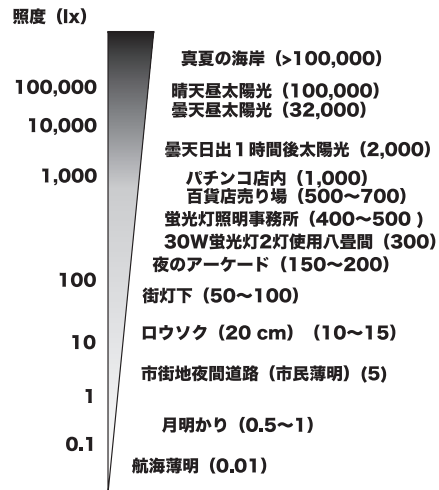 照度（lx）
真夏の海岸（>100,000）
100,000
晴天昼太陽光（100,000）
曇天昼太陽光（32,000）
10,000
曇天日出１時間後太陽光（2,000）
1,000
パチンコ店内（1,000）
百貨店売り場（500〜700）
蛍光灯照明事務所（400〜500 ）
30W蛍光灯2灯使用八畳間（300）
夜のアーケード（150〜200）
100
街灯下（50〜100）
ロウソク（20 cm）（10〜15）
10
市街地夜間道路（市民薄明）(5)
1
月明かり（0.5〜1）
0.1
航海薄明（0.01）